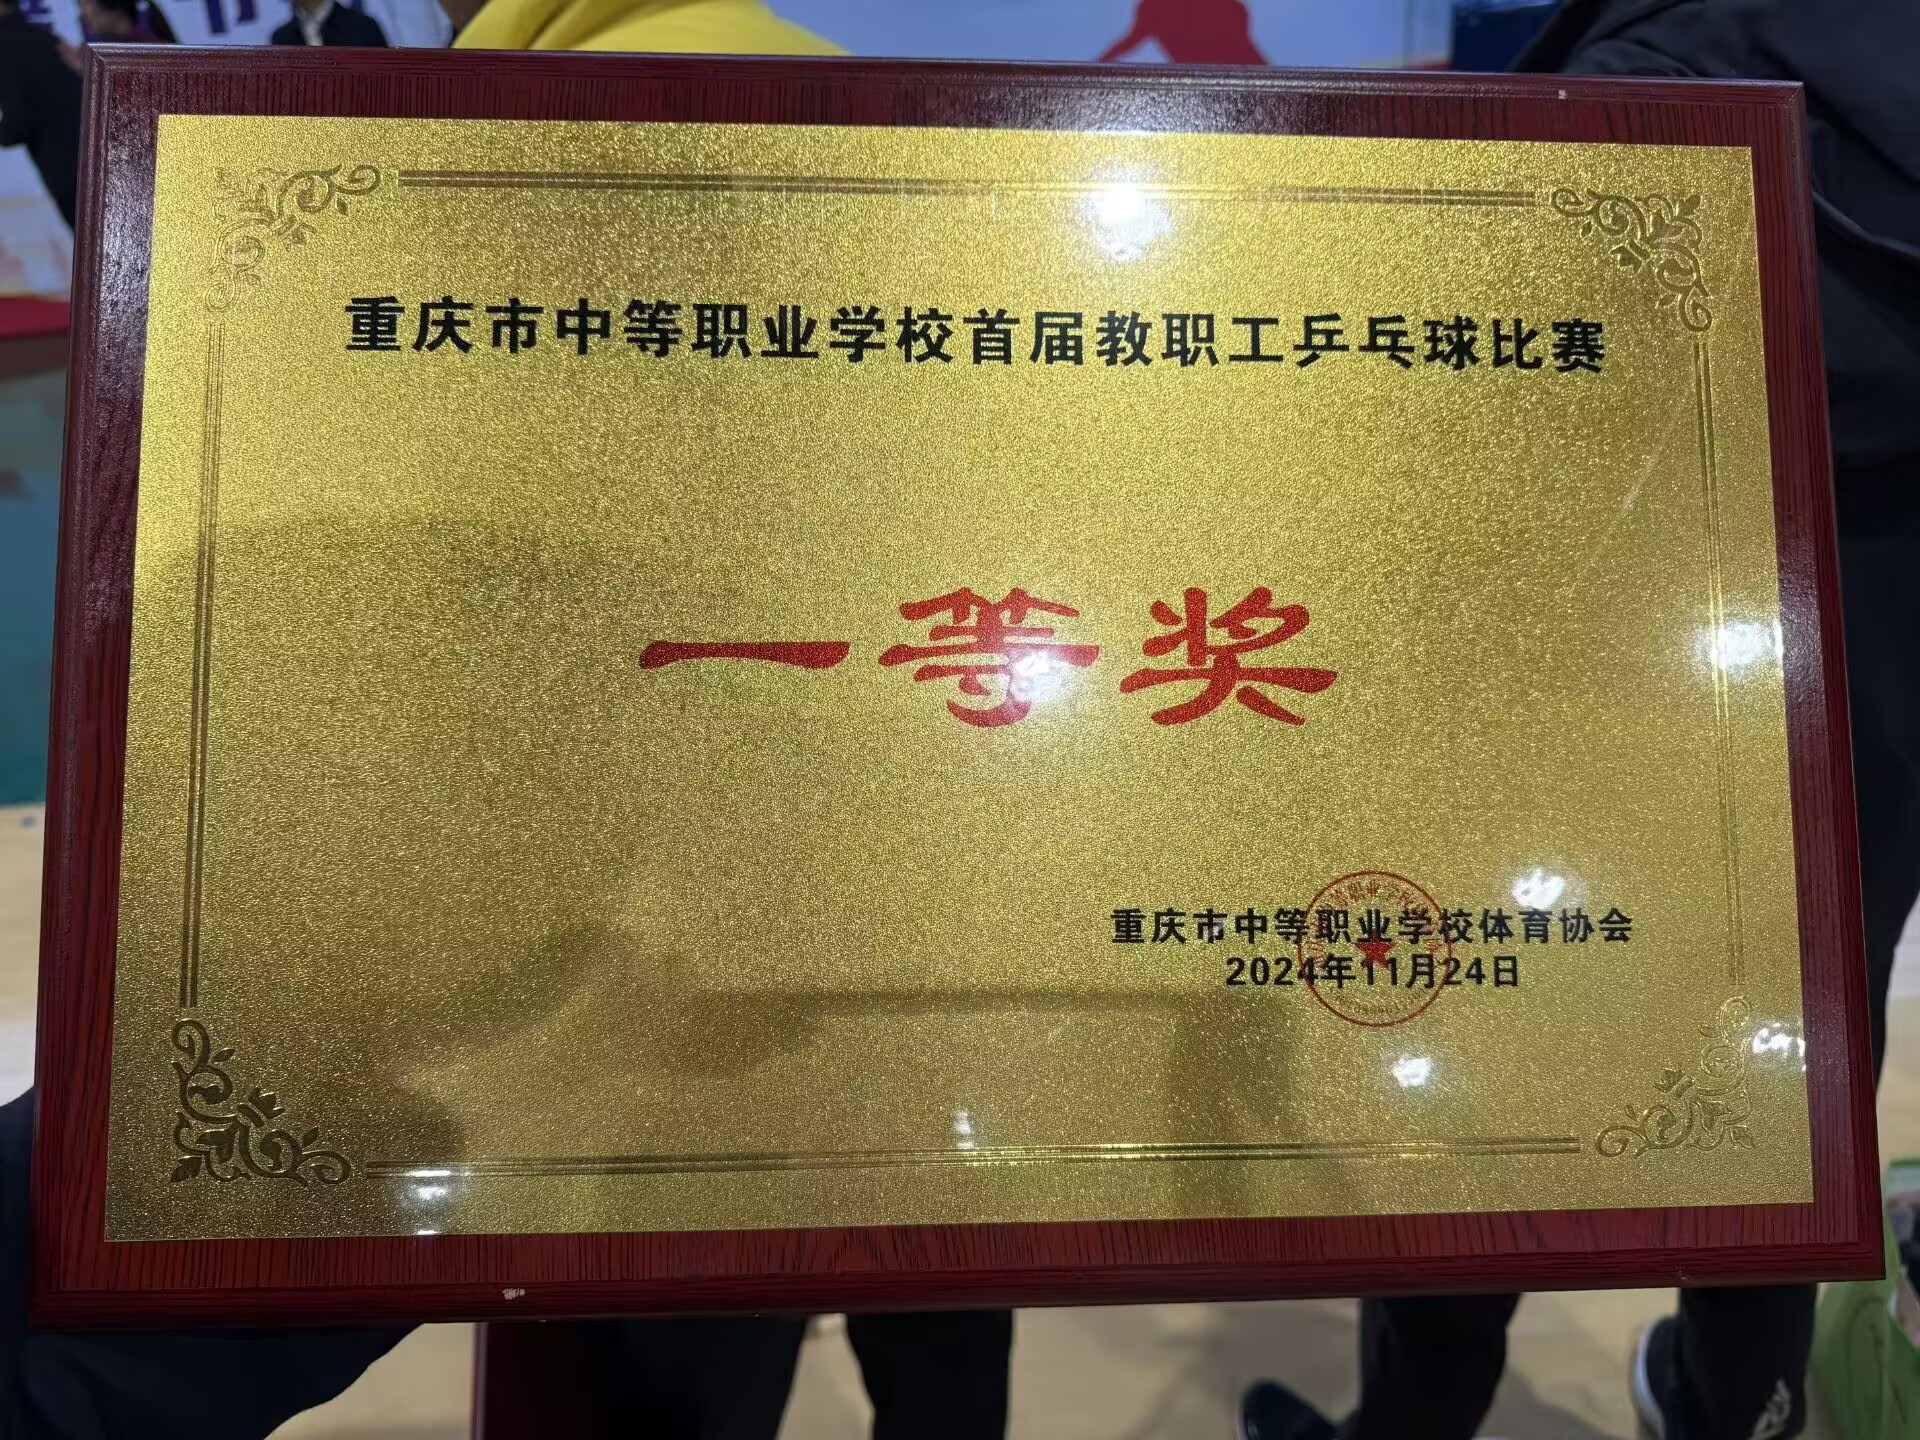 重庆市中等职业学校首届教职工乒乓球比赛
一等奖
重庆市中等职业学校体育协会
2024年11月24日